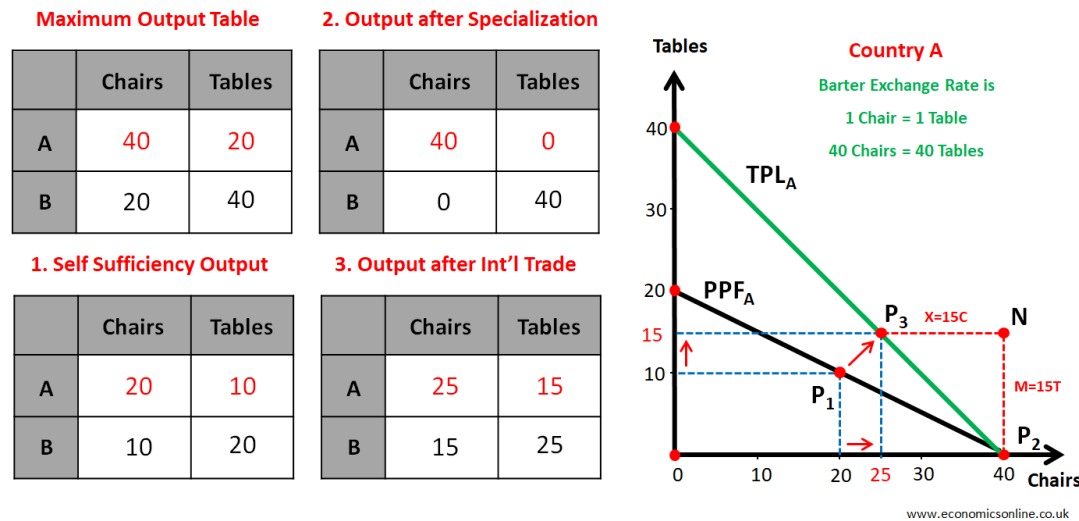 Maximum Output Table
Chairs Tables
A 40 20
B 20 40
2. Output after Specialization
Chairs Tables
A 40 0
B 0 40
1. Self Sufficiency Output
Chairs Tables
A 20 10
B 10 20
3. Output after Int’l Trade
Chairs Tables
A 25 15
B 15 25
Tables
Country A
Barter Exchange Rate is
1 Chair = 1 Table
40 Chairs = 40 Tables
40
TPLA
30
20
PPFA
P3
X=15C
N
15
10
P1
M=15T
P2
0 10 20 25 30 40
Chairs
www.economicsonline.co.uk